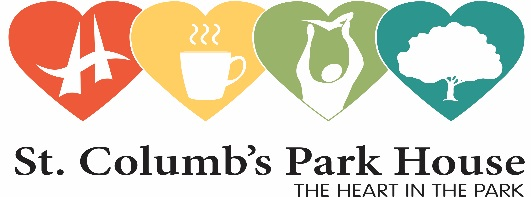 St. Columb's Park House
THE HEART IN THE PARK